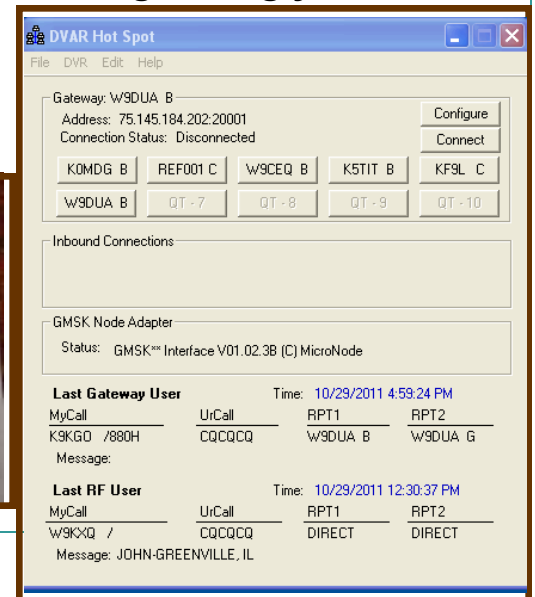 DVAR Hot Spot
File DVR Edit Help
Gateway: W9DUA B
Address: 75.145.184.202:20001
Configure
Connection Status: Disconnected
Connect
K0MDG B REF001 C W9CEQ B K5TIT B KF9L C
W9DUA B QT - 7 QT - 8 QT - 9 QT - 10
Inbound Connections
GMSK Node Adapter
Status: GMSK** Interface V01.02.3B (C) MicroNode
Last Gateway User Time: 10/29/2011 4:59:24 PM
MyCall UrCall RPT1 RPT2
K9KGO /880H CQCQCQ W9DUA B W9DUA G
Message:
Last RF User Time: 10/29/2011 12:30:37 PM
MyCall UrCall RPT1 RPT2
W9KXQ / CQCQCQ DIRECT DIRECT
Message: JOHN-GREENVILLE, IL